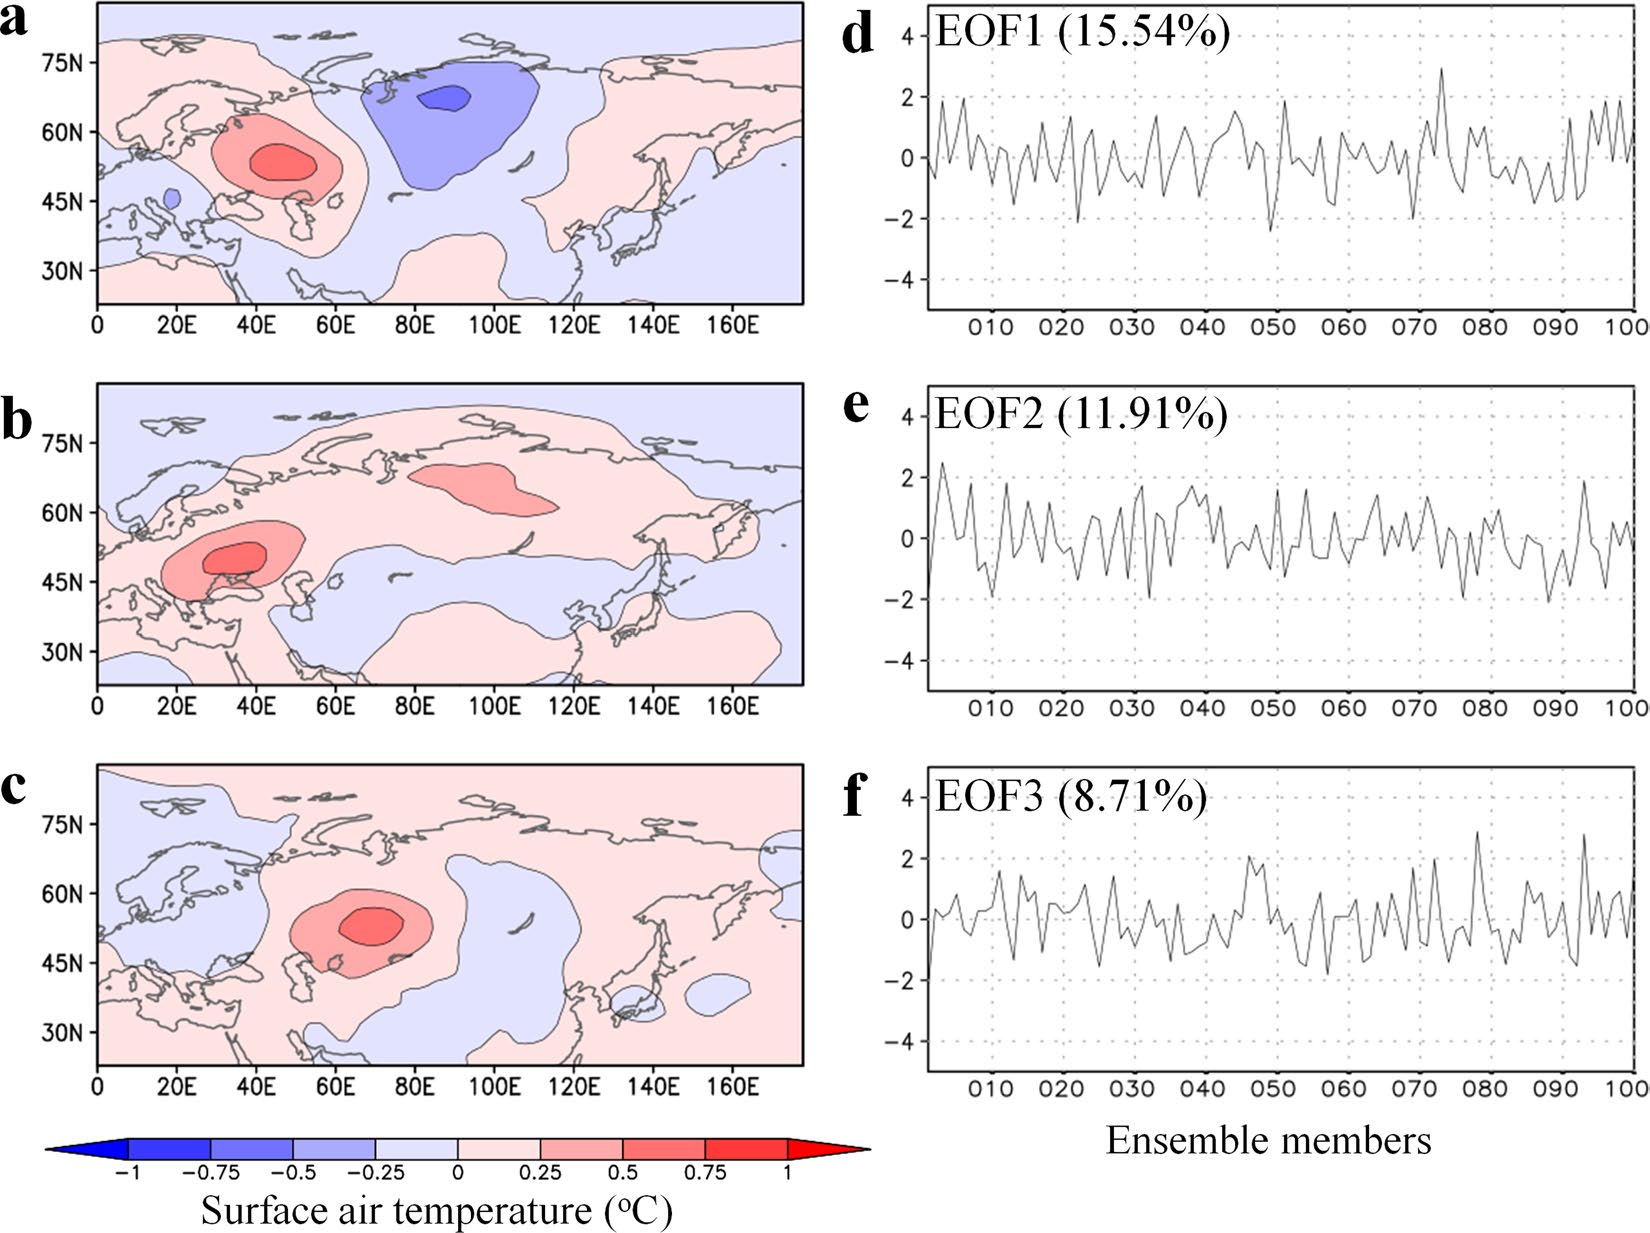 a
75N
60N
45N
30N
0 20E 40E 60E 80E 100E 120E 140E 160E
d
EOF1 (15.54%)
4
2
0
−2
−4
010 020 030 040 050 060 070 080 090 100
b
75N
60N
45N
30N
0 20E 40E 60E 80E 100E 120E 140E 160E
e
EOF2 (11.91%)
4
2
0
−2
−4
010 020 030 040 050 060 070 080 090 100
c
75N
60N
45N
30N
0 20E 40E 60E 80E 100E 120E 140E 160E
f
EOF3 (8.71%)
4
2
0
−2
−4
010 020 030 040 050 060 070 080 090 100
Ensemble members
−1 −0.75 −0.5 −0.25 0 0.25 0.5 0.75 1
Surface air temperature (°C)